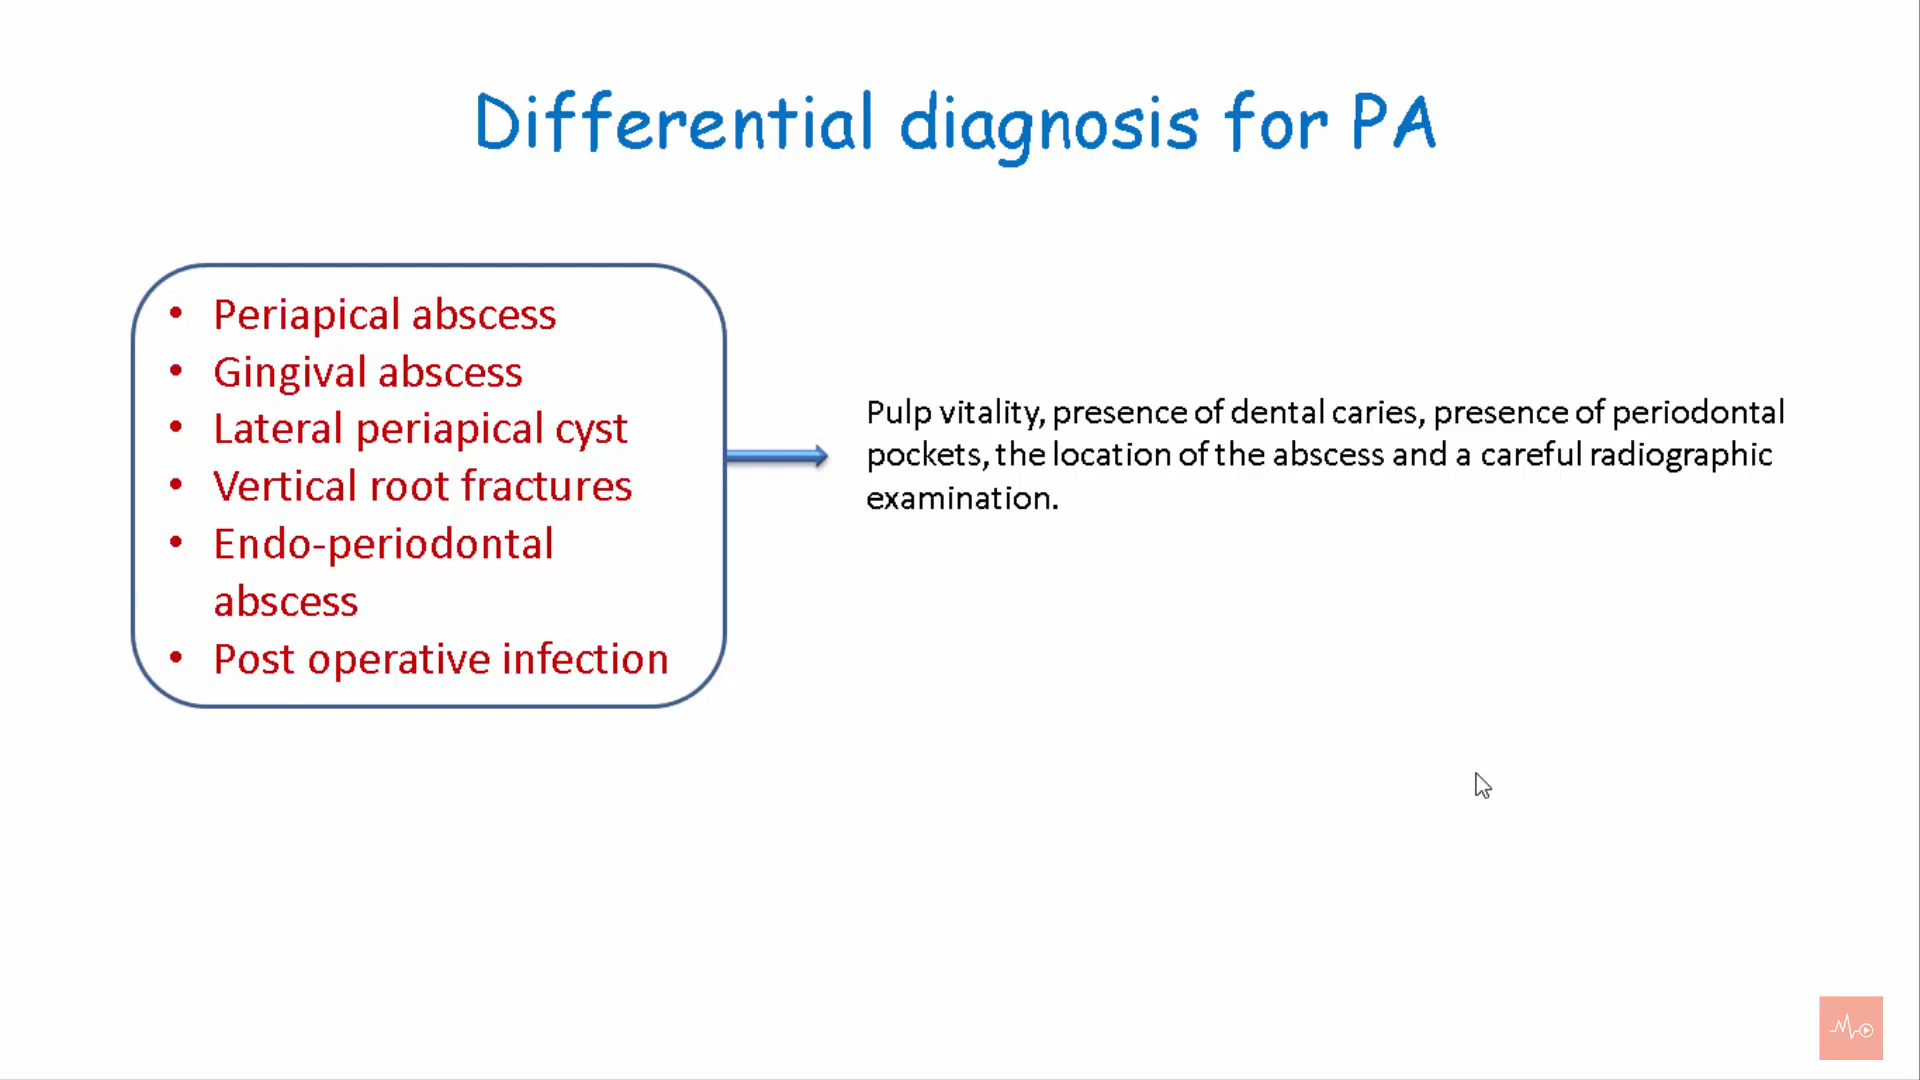 Differential diagnosis for PA
• Periapical abscess
• Gingival abscess
• Lateral periapical cyst
• Vertical root fractures
• Endo-periodontal
abscess
• Post operative infection
Pulp vitality, presence of dental caries, presence of periodontal
pockets, the location of the abscess and a careful radiographic
examination.